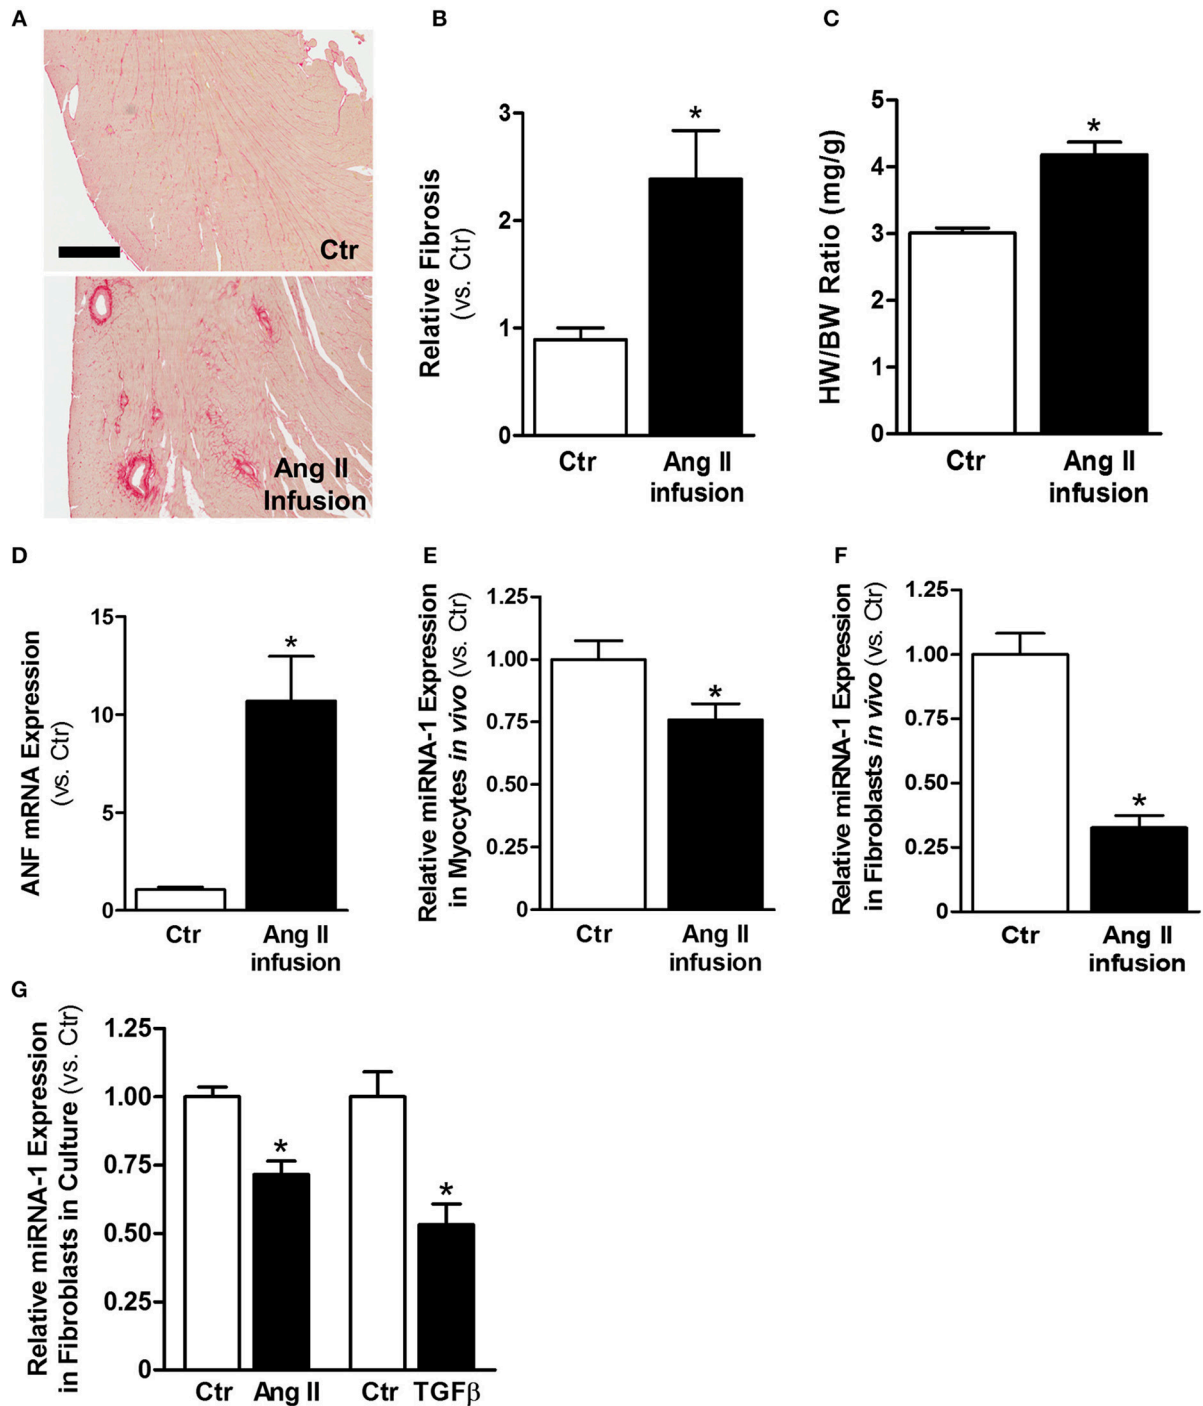 A
Ctr
Ang II
Infusion
B
Relative Fibrosis
(vs. Ctr)
3
2
1
0
*
Ctr
Ang II
infusion
C
HW/BW Ratio (mg/g)
5
4
3
2
1
0
*
Ctr
Ang II
infusion
D
ANF mRNA Expression
(vs. Ctr)
15
10
5
0
*
Ctr
Ang II
infusion
E
Relative miRNA-1 Expression
in Myocytes in vivo (vs. Ctr)
1.25
1.00
0.75
0.50
0.25
0
*
Ctr
Ang II
infusion
F
Relative miRNA-1 Expression
in Fibroblasts in vivo (vs. Ctr)
1.25
1.00
0.75
0.50
0.25
0
*
Ctr
Ang II
infusion
G
Relative miRNA-1 Expression
in Fibroblasts in Culture (vs. Ctr)
1.25
1.00
0.75
0.50
0.25
0
*
*
Ctr Ang II Ctr TGFβ